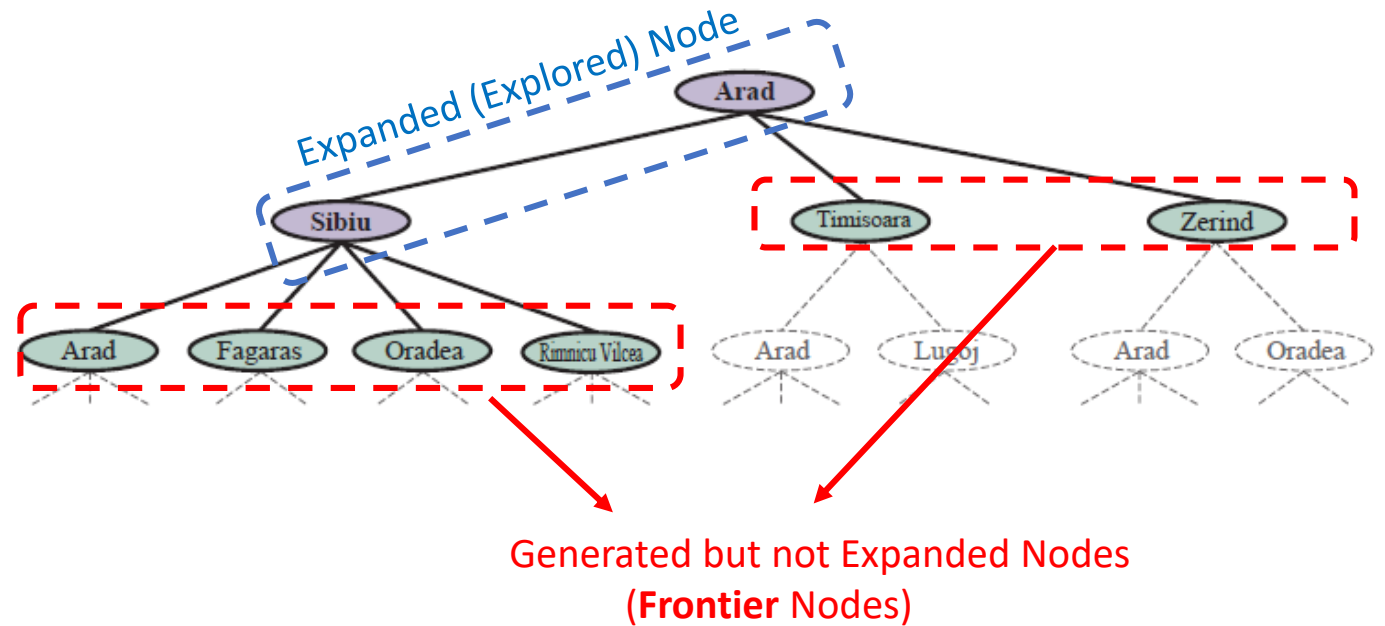 Expanded (Explored) Node
Arad
Sibiu
Timisoara
Zerind
Arad
Fagaras
Oradea
Rimnicu Vilcea
Arad
Lugoj
Arad
Oradea
Generated but not Expanded Nodes
(Frontier Nodes)